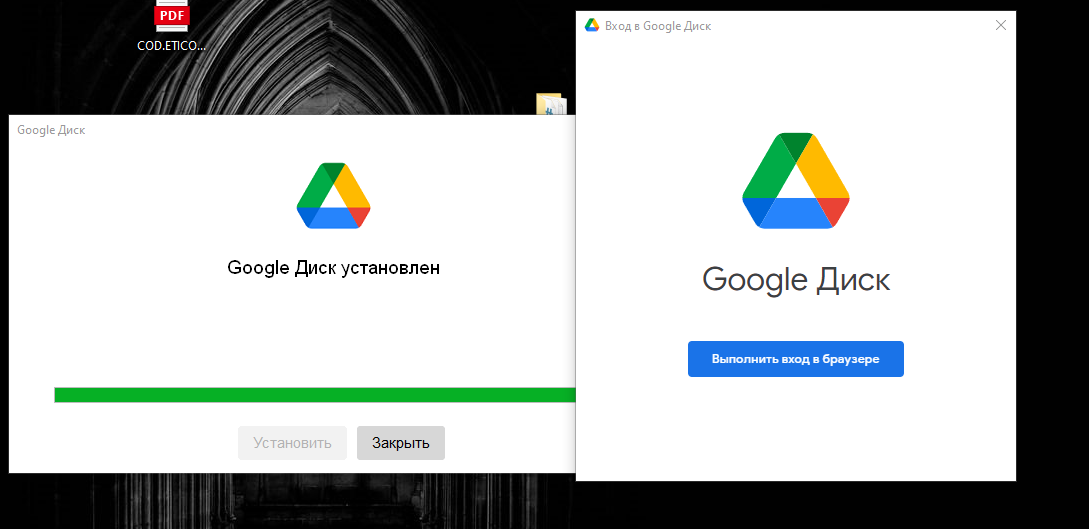 PDF
COD.ETICO...
Google Диск
Google Диск установлен
Установить
Закрыть
Вход в Google Диск
Google Диск
Выполнить вход в браузере